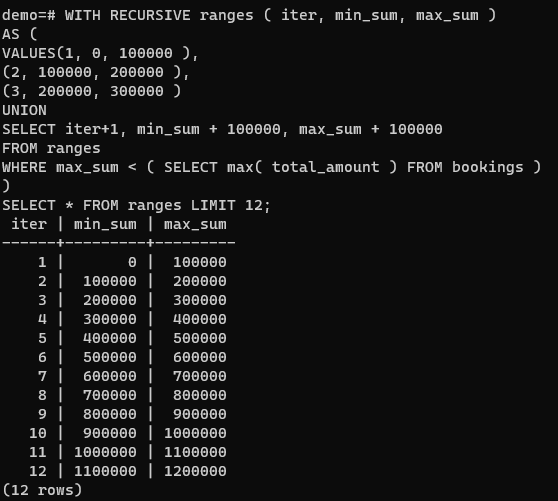 demo=# WITH RECURSIVE ranges ( iter, min_sum, max_sum )
AS (
VALUES(1, 0, 100000 ),
(2, 100000, 200000 ),
(3, 200000, 300000 )
UNION
SELECT iter+1, min_sum + 100000, max_sum + 100000
FROM ranges
WHERE max_sum < ( SELECT max( total_amount ) FROM bookings )
)
SELECT * FROM ranges LIMIT 12;
 iter | min_sum | max_sum
------+---------+---------
    1 |       0 |  100000
    2 |  100000 |  200000
    3 |  200000 |  300000
    4 |  300000 |  400000
    5 |  400000 |  500000
    6 |  500000 |  600000
    7 |  600000 |  700000
    8 |  700000 |  800000
    9 |  800000 |  900000
   10 |  900000 | 1000000
   11 | 1000000 | 1100000
   12 | 1100000 | 1200000
(12 rows)